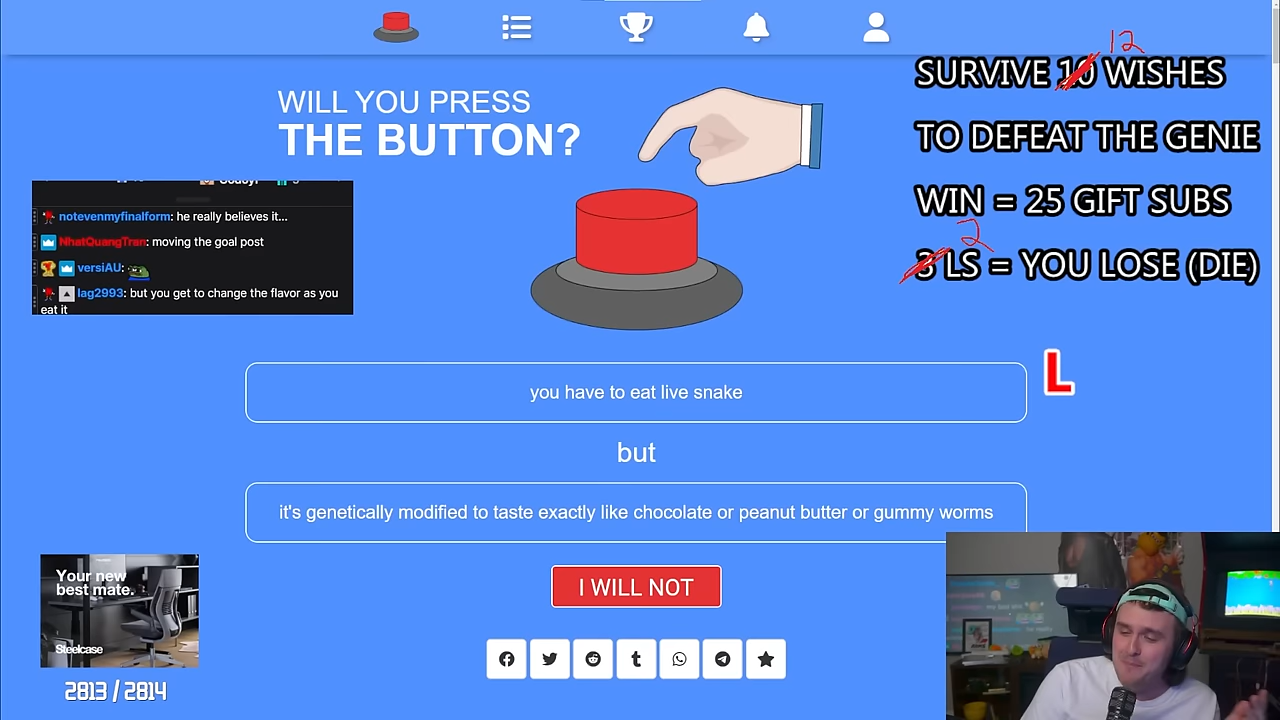 WILL YOU PRESS
THE BUTTON?
12
SURVIVE 10 WISHES
TO DEFEAT THE GENIE
WIN = 25 GIFT SUBS
2
3 LS = YOU LOSE (DIE)
notevenmyfinalform: he really believes it...
NhatQuangTran: moving the goal post
versiAU:
lag2993: but you get to change the flavor as you
eat it
you have to eat live snake
L
but
it's genetically modified to taste exactly like chocolate or peanut butter or gummy worms
I WILL NOT
Your new
best mate.
Steelcase
2813 / 2814